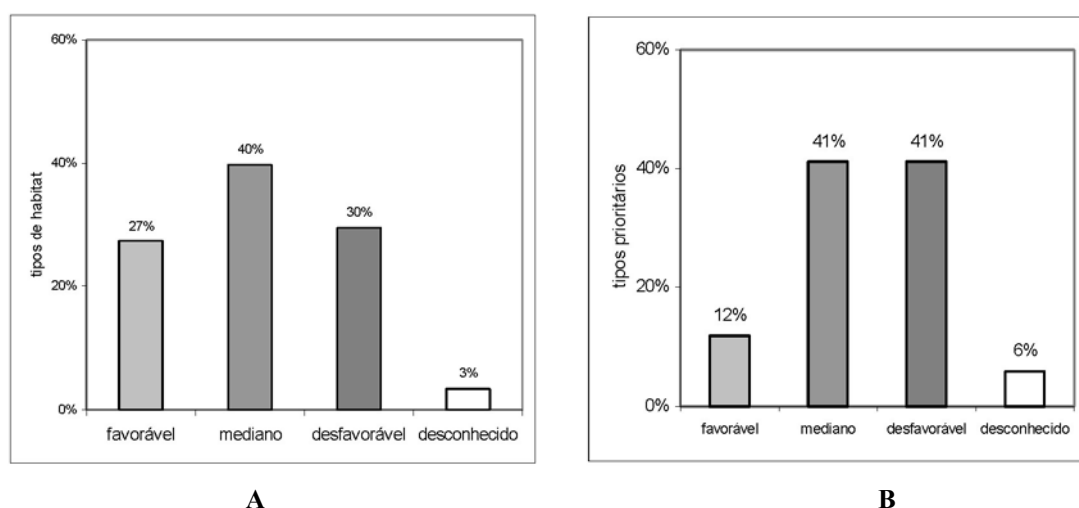 60%
40%
20%
0%
tipos de habitat
27%
40%
30%
3%
favorável mediano desfavorável desconhecido
A
60%
40%
20%
0%
tipos prioritários
12%
41%
41%
6%
favorável mediano desfavorável desconhecido
B